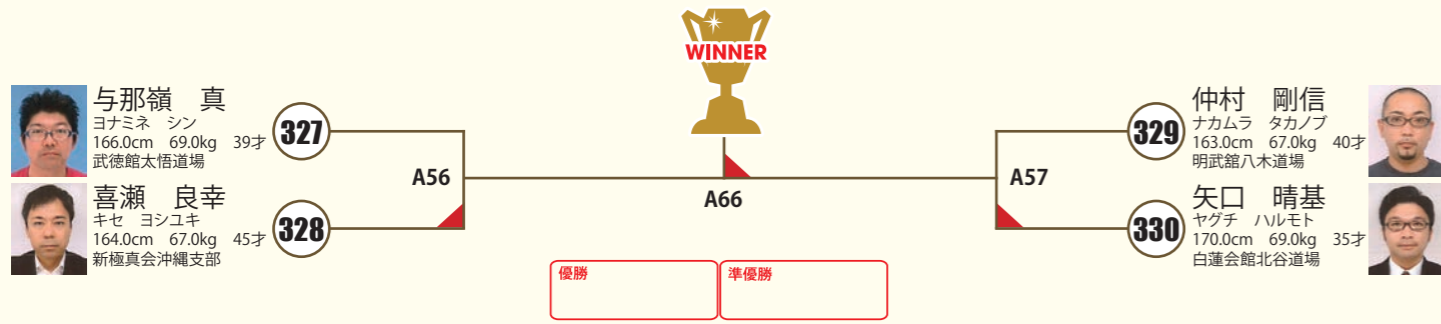 WINNER
与那嶺　真
ヨナミネ　シン
166.0cm　69.0kg　39才
武徳館太悟道場
327
喜瀬　良幸
キセ　ヨシユキ
164.0cm　67.0kg　45才
新極真会沖縄支部
328
A56
A66
A57
329
仲村　剛信
ナカムラ　タカノブ
163.0cm　67.0kg　40才
明武舘八木道場
330
矢口　晴基
ヤグチ　ハルモト
170.0cm　69.0kg　35才
白蓮会館北谷道場
優勝
準優勝